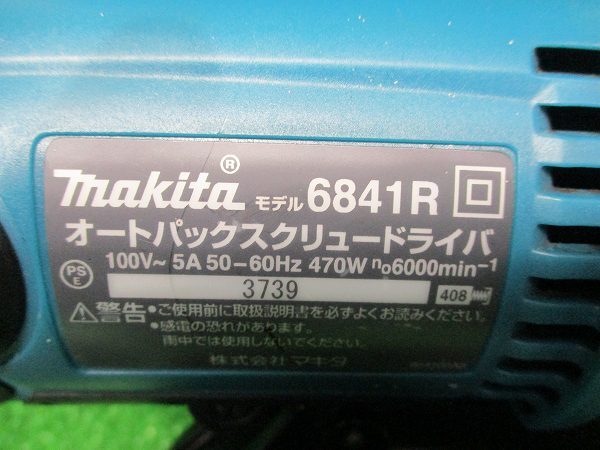 makita® モデル 6841R
オートパックスクリュードライバ
100V~ 5A 50-60Hz 470W n₀6000min⁻¹
PS
E
3739
408
⚠警告 ●ご使用前に取扱説明書を必ずよくお読みください。
●感電の恐れがあります。
雨中では使用しないでください。
株式会社マキタ